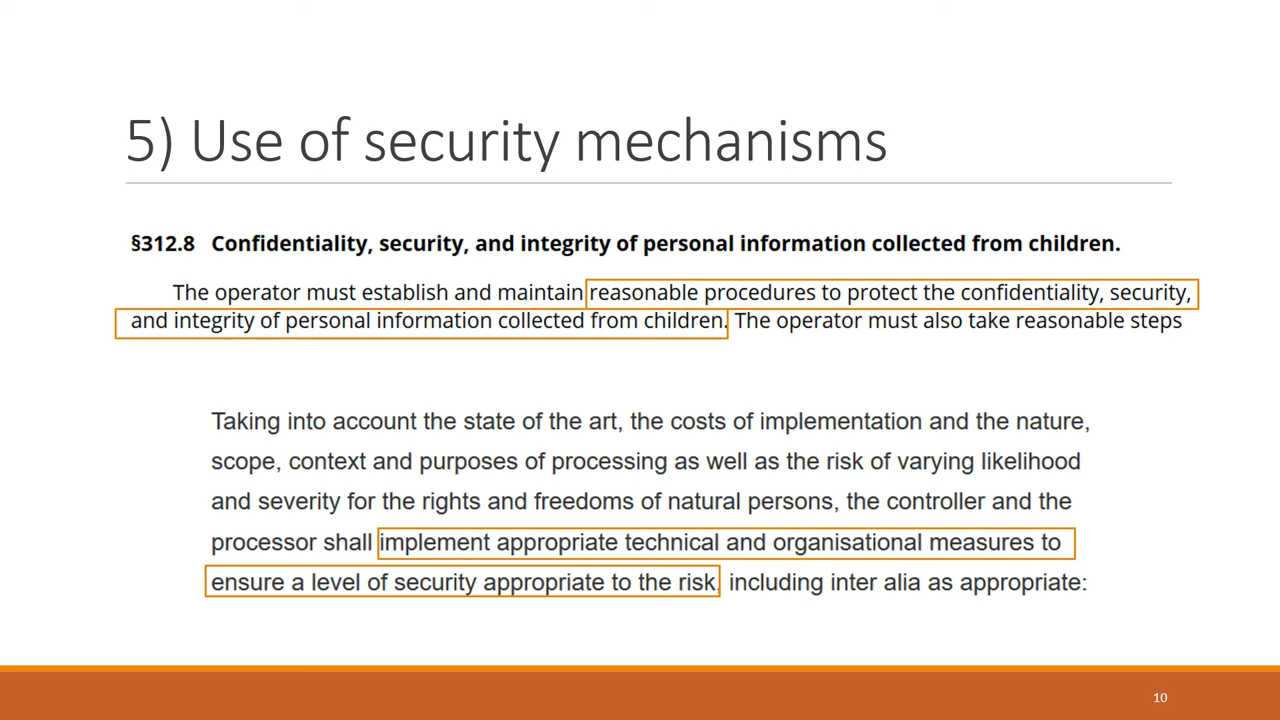 5) Use of security mechanisms
§312.8 Confidentiality, security, and integrity of personal information collected from children.
The operator must establish and maintain reasonable procedures to protect the confidentiality, security,
and integrity of personal information collected from children. The operator must also take reasonable steps
Taking into account the state of the art, the costs of implementation and the nature,
scope, context and purposes of processing as well as the risk of varying likelihood
and severity for the rights and freedoms of natural persons, the controller and the
processor shall implement appropriate technical and organisational measures to
ensure a level of security appropriate to the risk, including inter alia as appropriate:
10